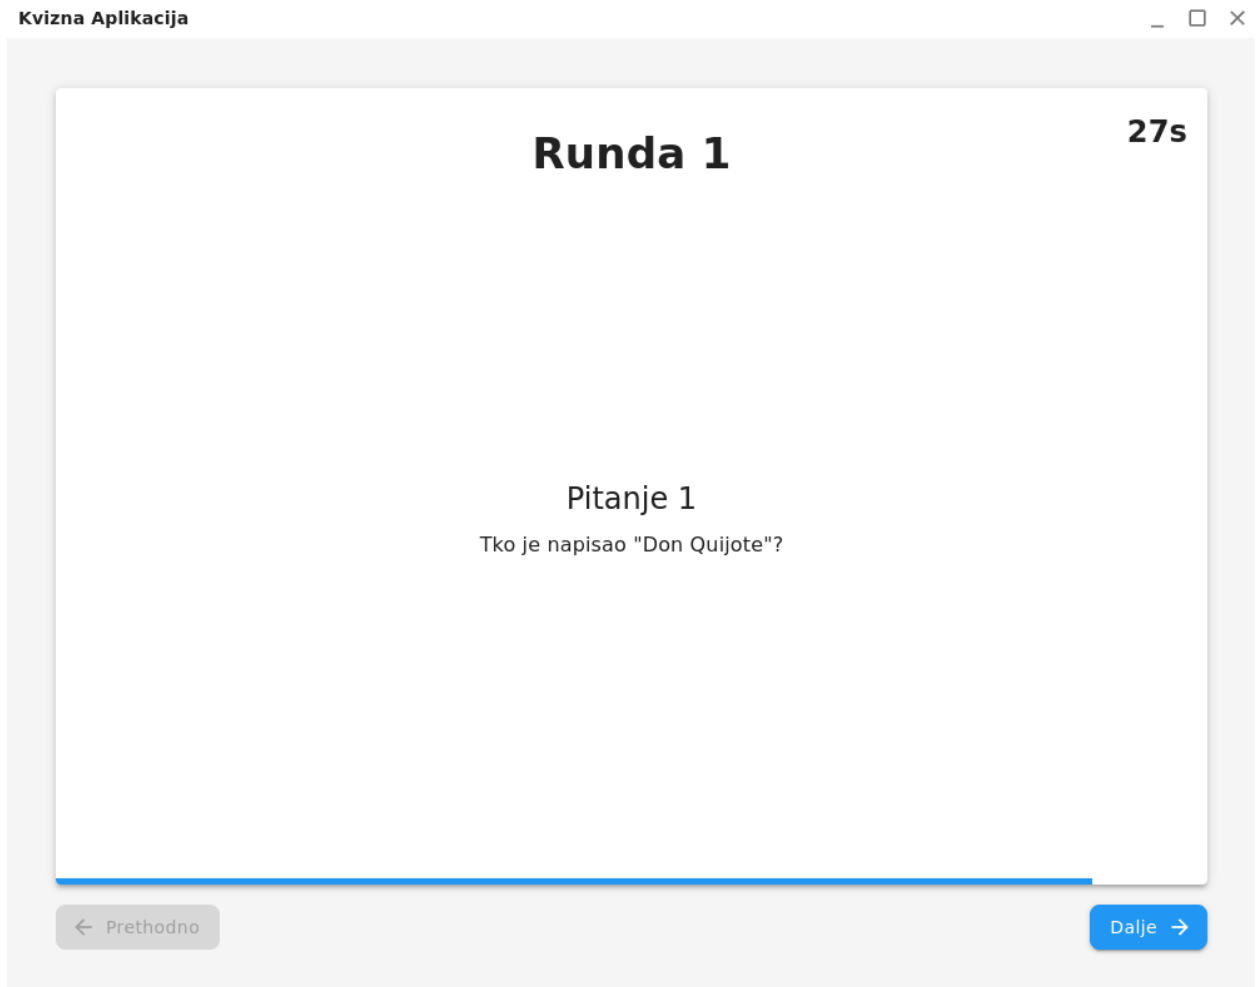 Kvizna Aplikacija
27s
Runda 1
Pitanje 1
Tko je napisao "Don Quijote"?
Prethodno
Dalje